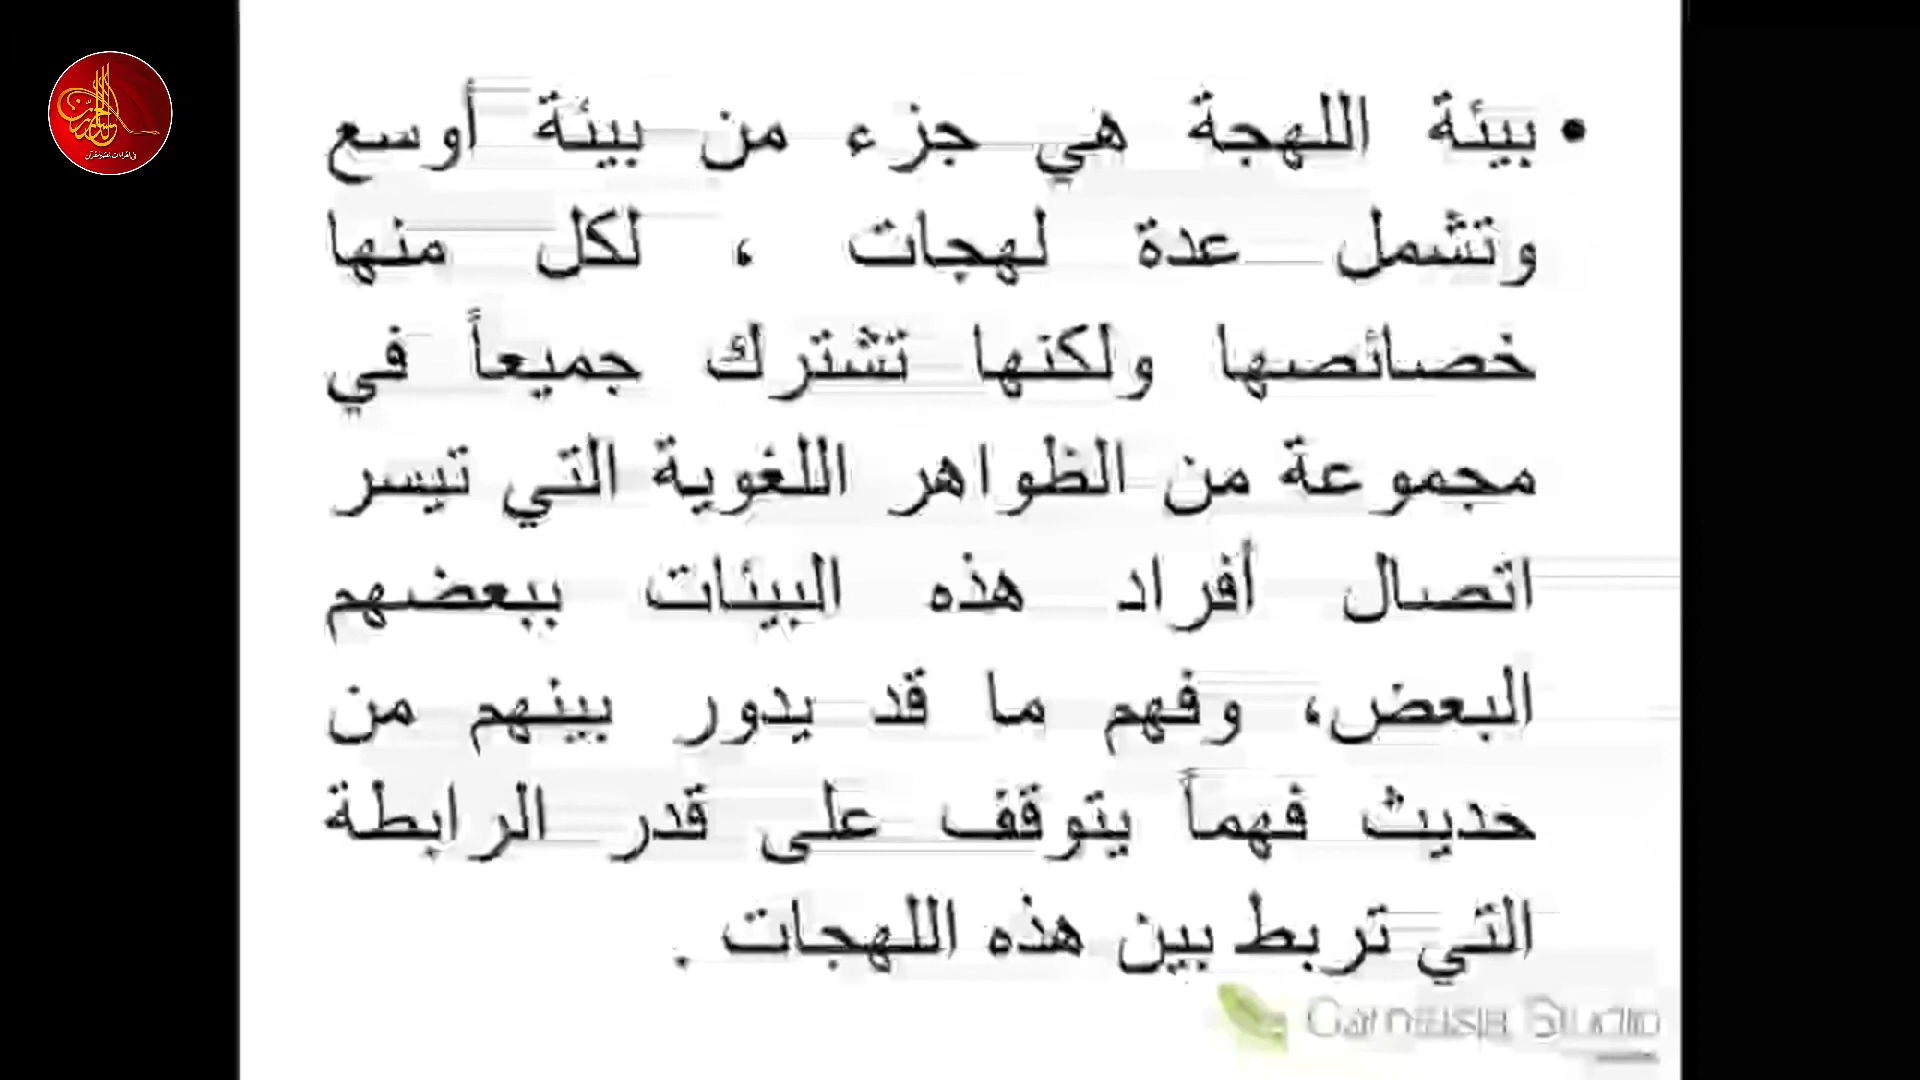 • بيئة اللهجة هي جزء من بيئة أوسع
وتشمل عدة لهجات ، لكل منها
خصائصها ولكنها تشترك جميعاً في
مجموعة من الظواهر اللغوية التي تيسر
اتصال أفراد هذه البيئات ببعضهم
البعض، وفهم ما قد يدور بينهم من
حديث فهماً يتوقف على قدر الرابطة
التي تربط بين هذه اللهجات .
Camtasia Studio